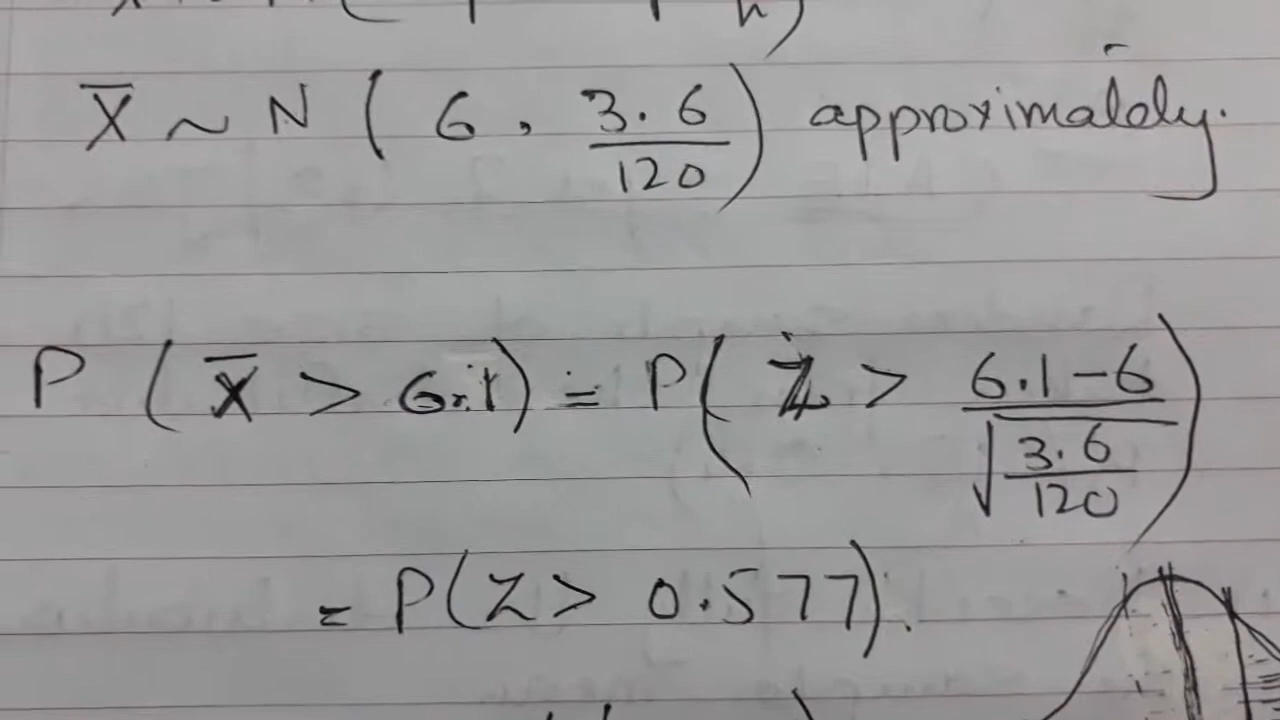 X̄ ~ N ( 6 , 3.6/120 ) approximately.
P ( X̄ > 6.1 ) = P ( Z > (6.1 - 6)/√(3.6/120) )
= P(Z > 0.577).